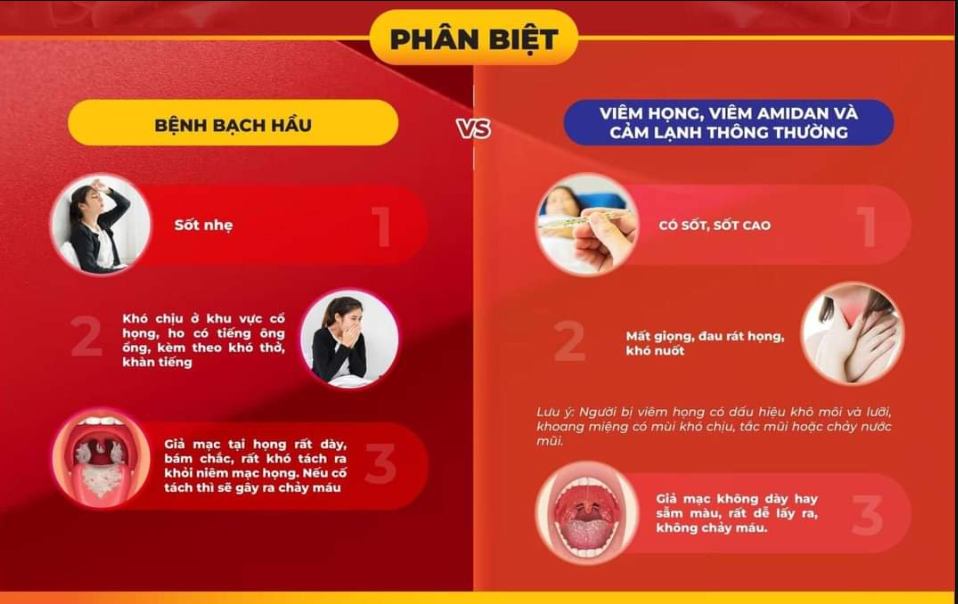 PHÂN BIỆT
BỆNH BẠCH HẦU
VS
VIÊM HỌNG, VIÊM AMIDAN VÀ
CẢM LẠNH THÔNG THƯỜNG
Sốt nhẹ
1
2
Khó chịu ở khu vực cổ
họng, ho có tiếng ông
ổng, kèm theo khó thở,
khàn tiếng
Giả mạc tại họng rất dày,
bám chắc, rất khó tách ra
khỏi niêm mạc họng. Nếu cố
tách thì sẽ gây ra chảy máu
3
CÓ SỐT, SỐT CAO
1
2
Mất giọng, đau rát họng,
khó nuốt
Lưu ý: Người bị viêm họng có dấu hiệu khô môi và lưỡi,
khoang miệng có mùi khó chịu, tắc mũi hoặc chảy nước
mũi.
Giả mạc không dày hay
sẫm màu, rất dễ lấy ra,
không chảy máu.
3